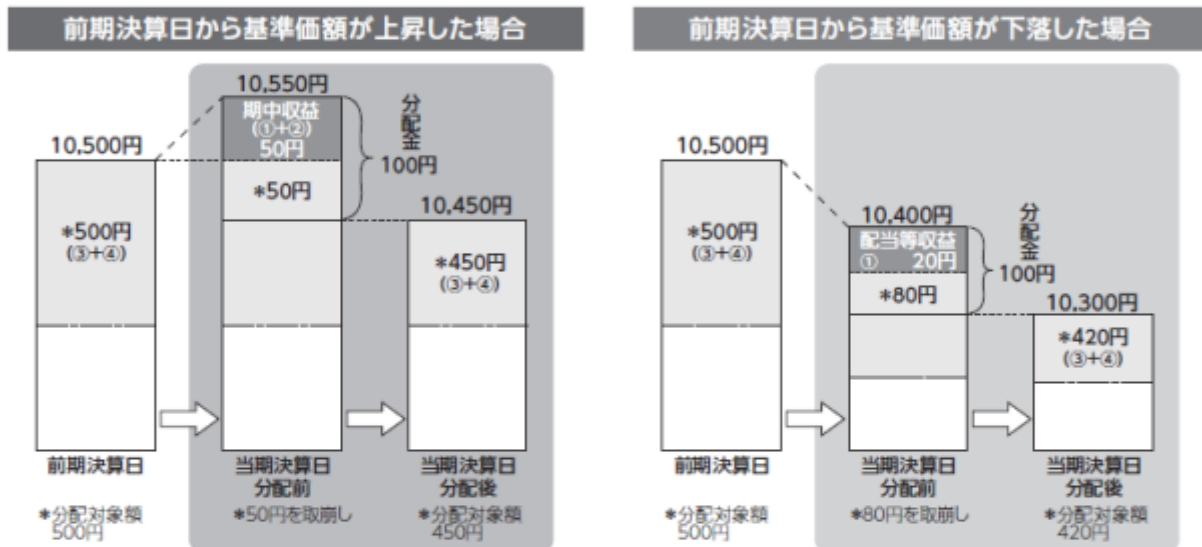 前期決算日から基準価額が上昇した場合
10,550円
期中収益
(①+②)
50円
分配金
100円
10,500円
*50円
10,450円
*500円
(③+④)
*450円
(③+④)
前期決算日
当期決算日
分配前
当期決算日
分配後
*分配対象額
500円
*50円を取崩し
*分配対象額
450円
前期決算日から基準価額が下落した場合
10,500円
10,400円
配当等収益
① 20円
分配金
100円
*500円
(③+④)
*80円
10,300円
*420円
(③+④)
前期決算日
当期決算日
分配前
当期決算日
分配後
*分配対象額
500円
*80円を取崩し
*分配対象額
420円